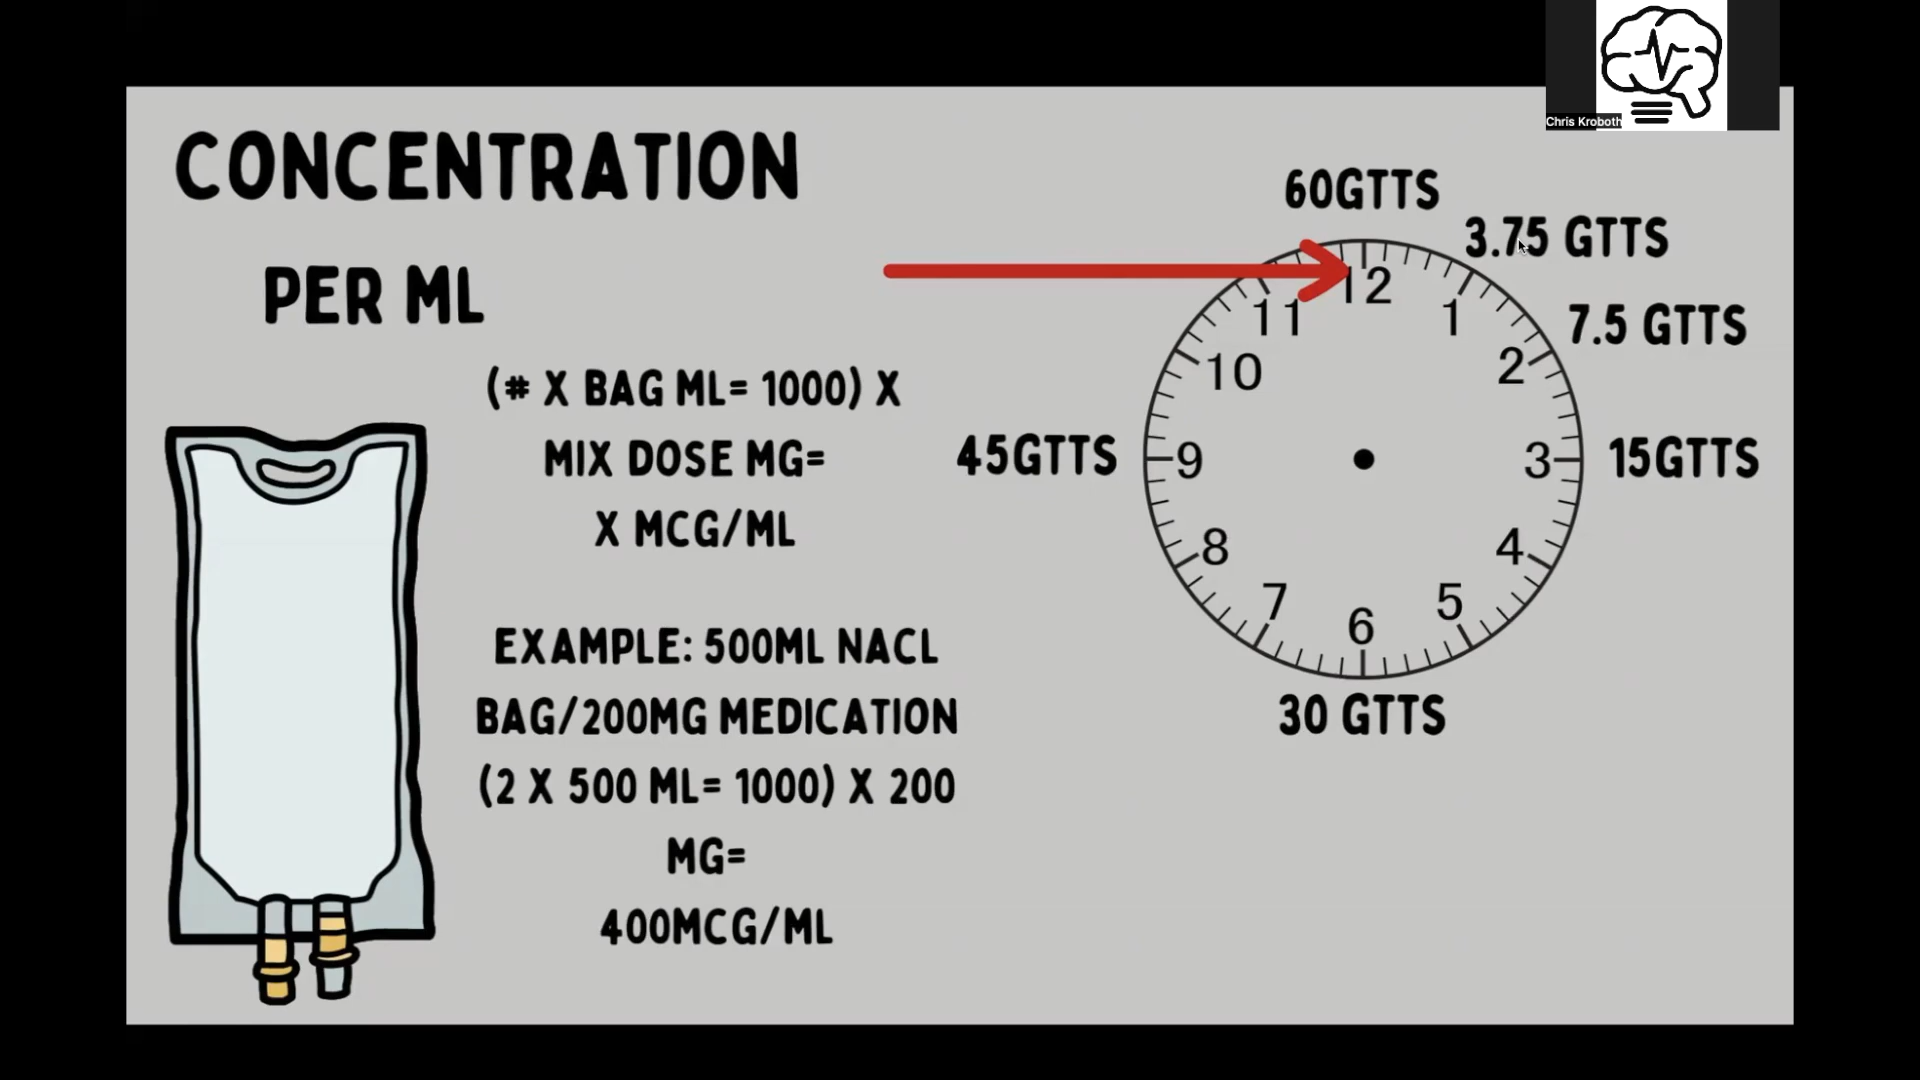 Chris Kroboth
CONCENTRATION
PER ML
(# X BAG ML= 1000) X
MIX DOSE MG=
X MCG/ML
EXAMPLE: 500ML NACL
BAG/200MG MEDICATION
(2 X 500 ML= 1000) X 200
MG=
400MCG/ML
60GTTS
3.75 GTTS
7.5 GTTS
15GTTS
30 GTTS
45GTTS
12
1
2
3
4
5
6
7
8
9
10
11